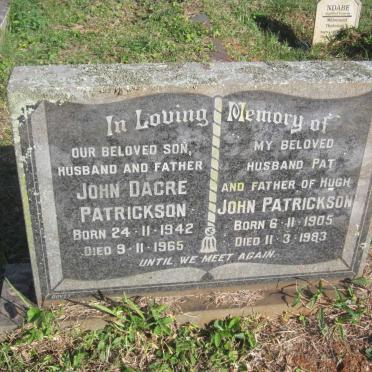 NDABE
In Loving Memory of
OUR BELOVED SON,
HUSBAND AND FATHER
JOHN DACRE
PATRICKSON
BORN 24·11·1942
DIED 9·11·1965
MY BELOVED
HUSBAND PAT
AND FATHER OF HUGH
JOHN PATRICKSON
BORN 6·11·1905
DIED 11·3·1983
UNTIL WE MEET AGAIN.